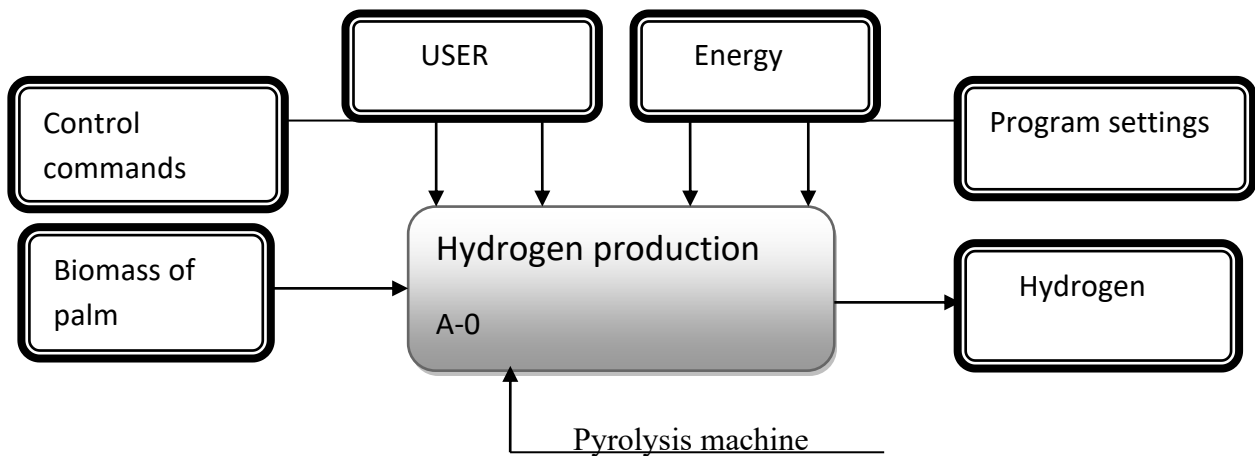 USER
Energy
Control
commands
Program settings
Biomass of
palm
Hydrogen production
A-0
Hydrogen
Pyrolysis machine